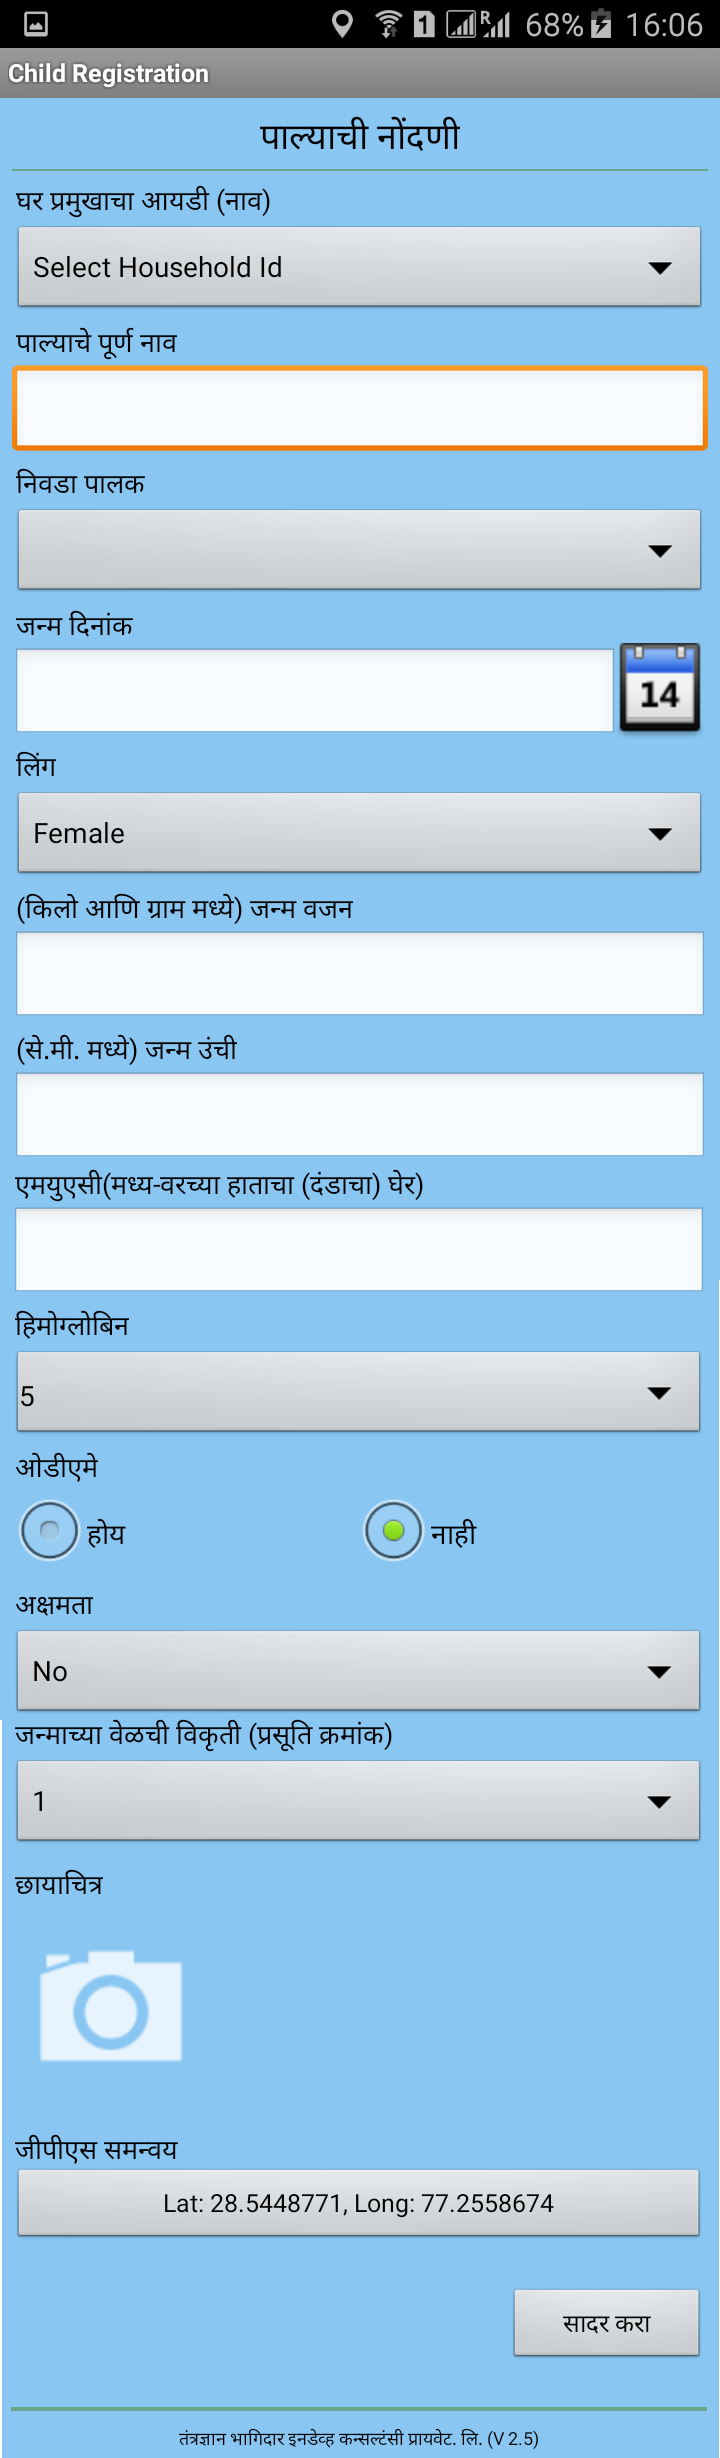 1 R 68% 16:06
Child Registration
पाल्याची नोंदणी
घर प्रमुखाचा आयडी (नाव)
Select Household Id
पाल्याचे पूर्ण नाव
निवडा पालक
जन्म दिनांक
14
लिंग
Female
(किलो आणि ग्राम मध्ये) जन्म वजन
(से.मी. मध्ये) जन्म उंची
एमयुएसी(मध्य-वरच्या हाताचा (दंडाचा) घेर)
हिमोग्लोबिन
5
ओडीएमे
होय नाही
अक्षमता
No
जन्माच्या वेळची विकृती (प्रसूति क्रमांक)
1
छायाचित्र
जीपीएस समन्वय
Lat: 28.5448771, Long: 77.2558674
सादर करा
तंत्रज्ञान भागिदार इनडेव्ह कन्सल्टंसी प्रायवेट. लि. (V 2.5)